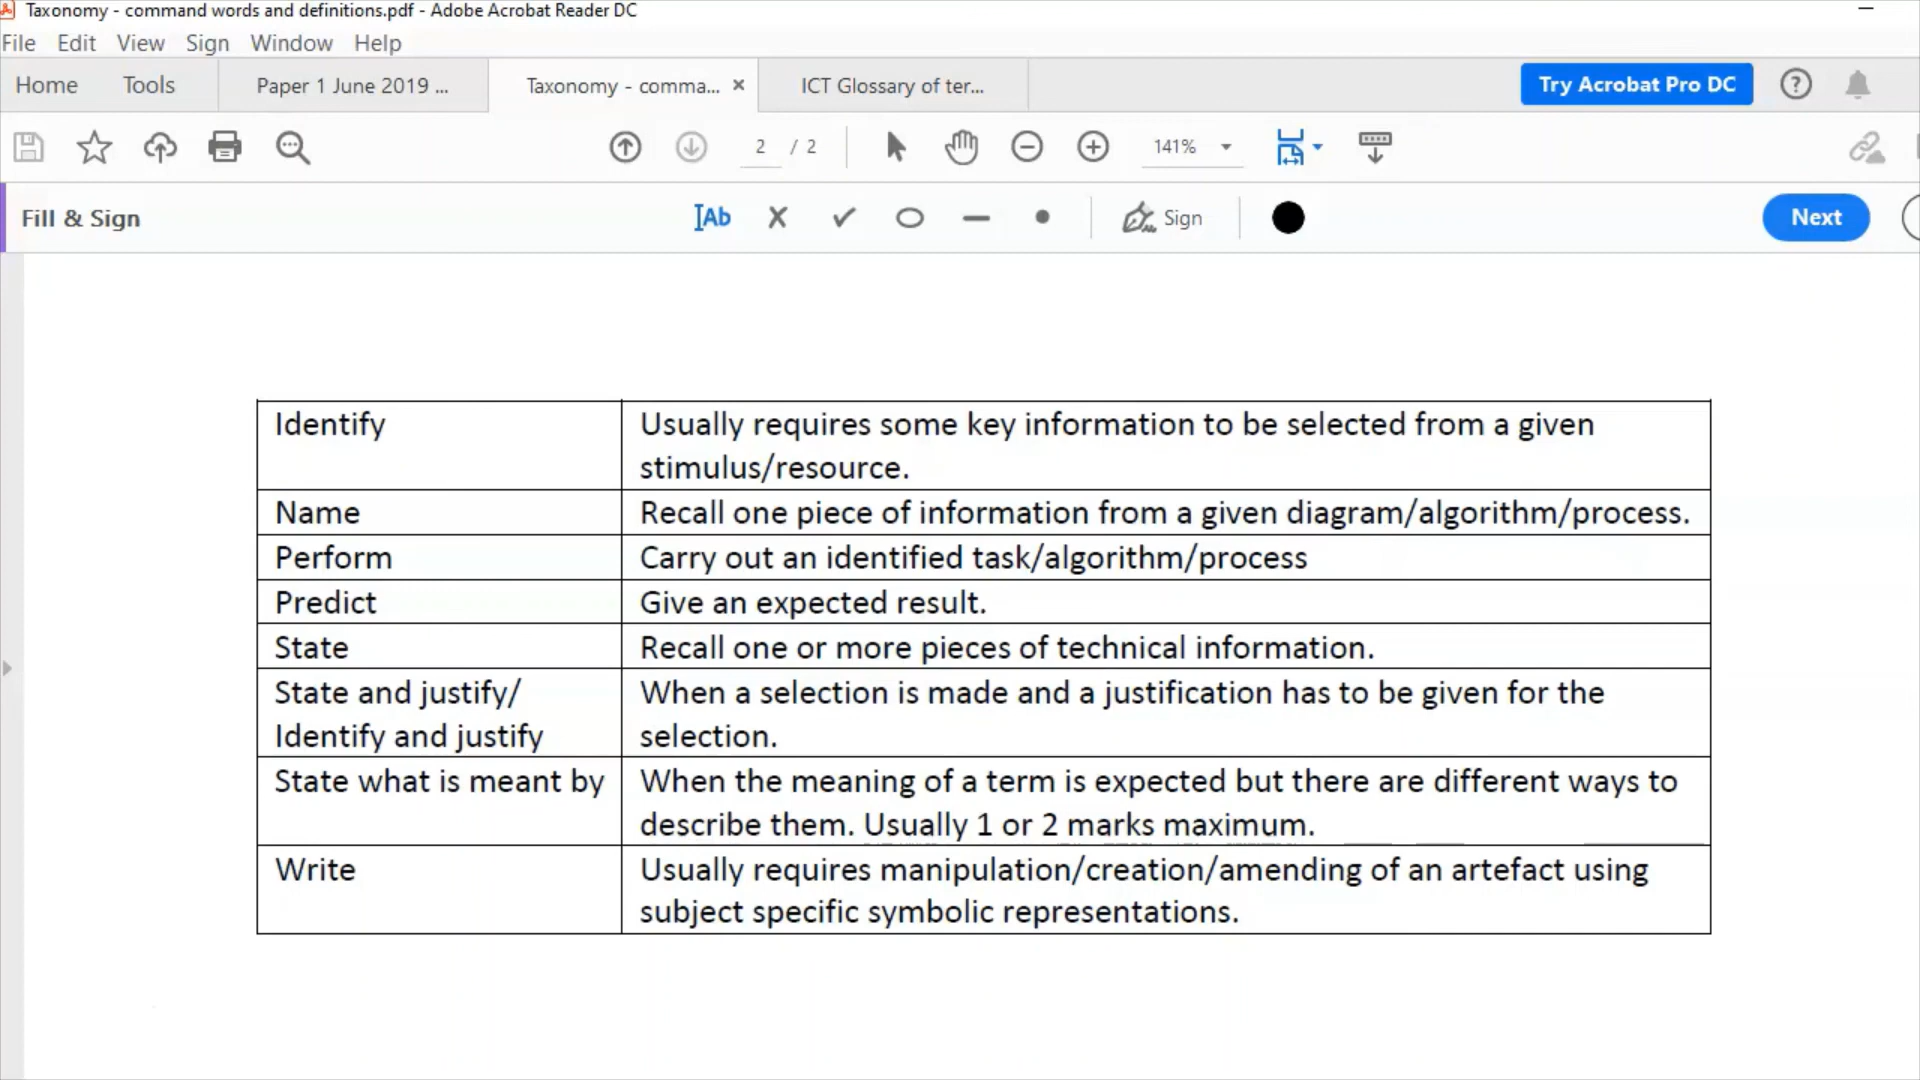 Taxonomy - command words and definitions.pdf - Adobe Acrobat Reader DC
File Edit View Sign Window Help
Home Tools Paper 1 June 2019 ... Taxonomy - comma... ICT Glossary of ter... Try Acrobat Pro DC
2 / 2 141%
Fill & Sign Ab Sign Next
Identify Usually requires some key information to be selected from a given
stimulus/resource.
Name Recall one piece of information from a given diagram/algorithm/process.
Perform Carry out an identified task/algorithm/process
Predict Give an expected result.
State Recall one or more pieces of technical information.
State and justify/ When a selection is made and a justification has to be given for the
Identify and justify selection.
State what is meant by When the meaning of a term is expected but there are different ways to
describe them. Usually 1 or 2 marks maximum.
Write Usually requires manipulation/creation/amending of an artefact using
subject specific symbolic representations.